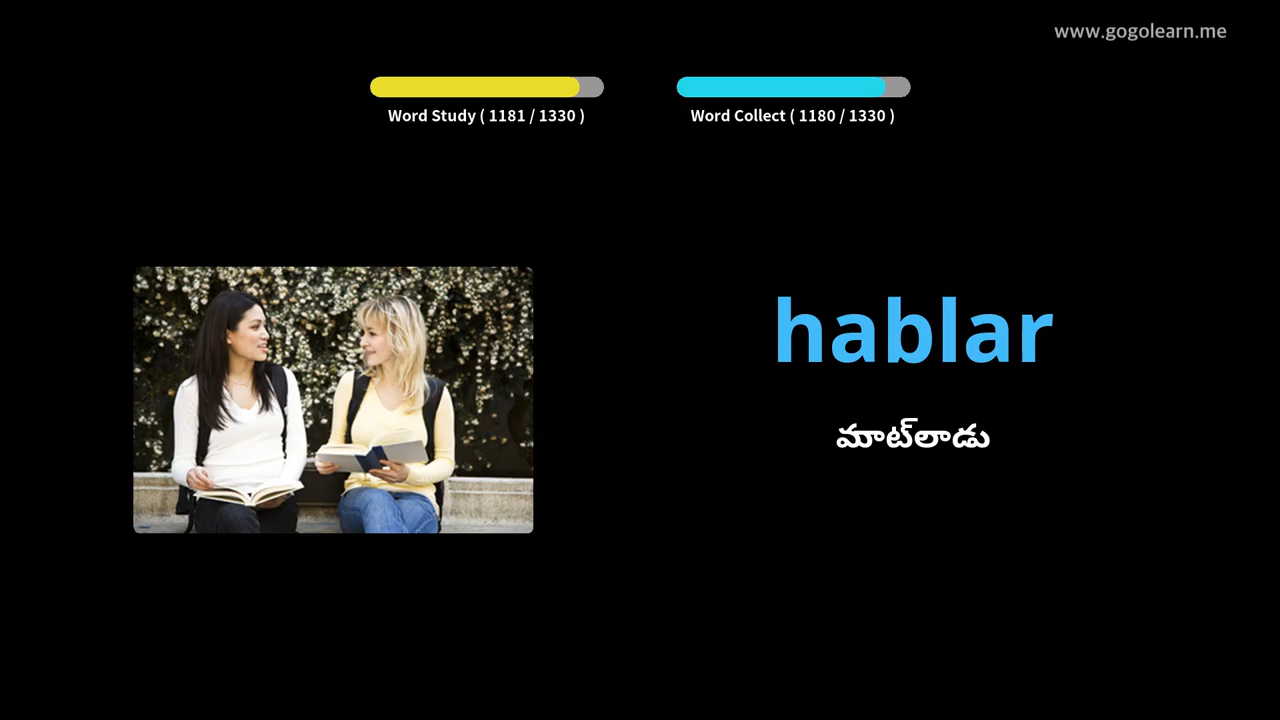 www.gogolearn.me
Word Study ( 1181 / 1330 )
Word Collect ( 1180 / 1330 )
hablar
మాట్‌లాడు